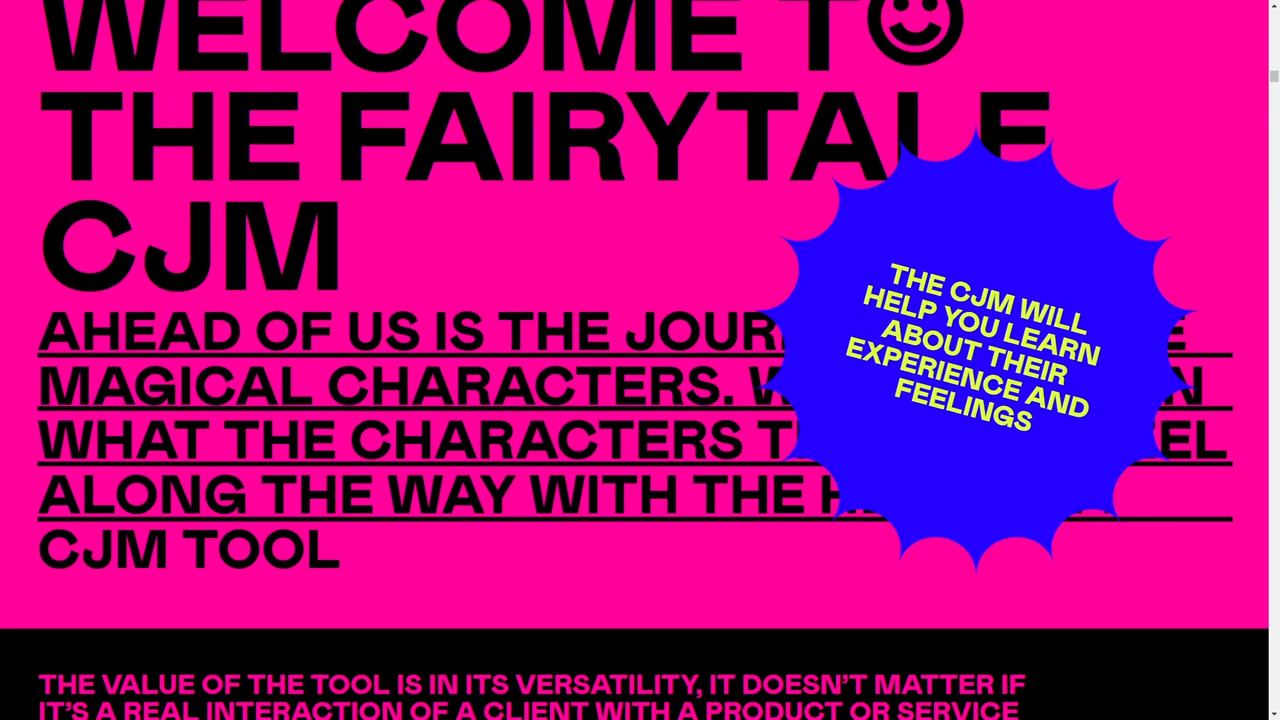 WELCOME T☺
THE FAIRYTALE
CJM
AHEAD OF US IS THE
MAGICAL CHARACTERS.
WHAT THE CHARACTERS
ALONG THE WAY WITH THE
CJM TOOL
THE CJM WILL
HELP YOU LEARN
ABOUT THEIR
EXPERIENCE AND
FEELINGS
THE VALUE OF THE TOOL IS IN ITS VERSATILITY, IT DOESN’T MATTER IF
IT’S A REAL INTERACTION OF A CLIENT WITH A PRODUCT OR SERVICE